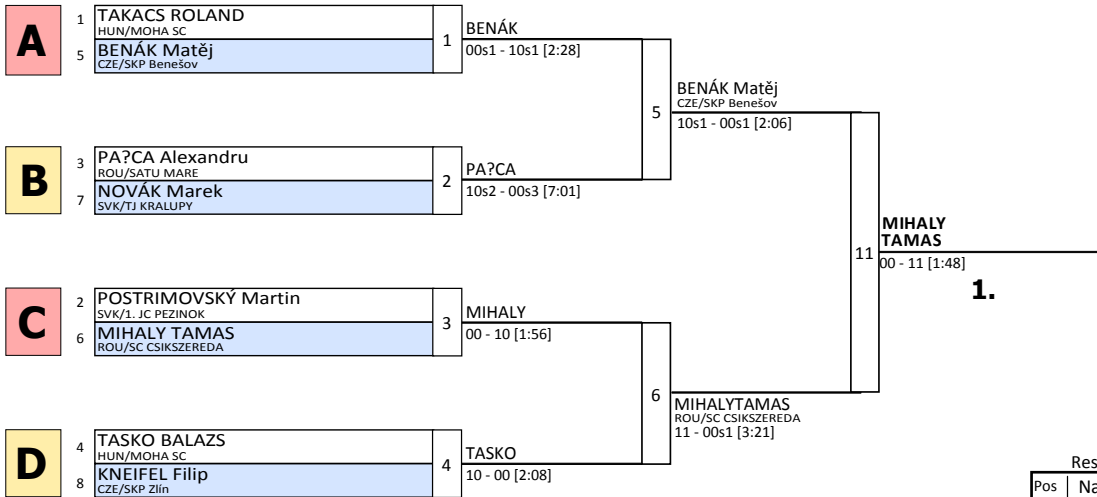 A
1 TAKACS ROLAND
HUN/MOHA SC
5 BENÁK Matěj
CZE/SKP Benešov
1
BENÁK
00s1 - 10s1 [2:28]
5
BENÁK Matěj
CZE/SKP Benešov
10s1 - 00s1 [2:06]
B
3 PA?CA Alexandru
ROU/SATU MARE
7 NOVÁK Marek
SVK/TJ KRALUPY
2
PA?CA
10s2 - 00s3 [7:01]
11
MIHALY
TAMAS
00 - 11 [1:48]
1.
C
2 POSTRIMOVSKÝ Martin
SVK/1. JC PEZINOK
6 MIHALY TAMAS
ROU/SC CSIKSZEREDA
3
MIHALY
00 - 10 [1:56]
6
MIHALYTAMAS
ROU/SC CSIKSZEREDA
11 - 00s1 [3:21]
D
4 TASKO BALAZS
HUN/MOHA SC
8 KNEIFEL Filip
CZE/SKP Zlín
4
TASKO
10 - 00 [2:08]
Res
Pos Na